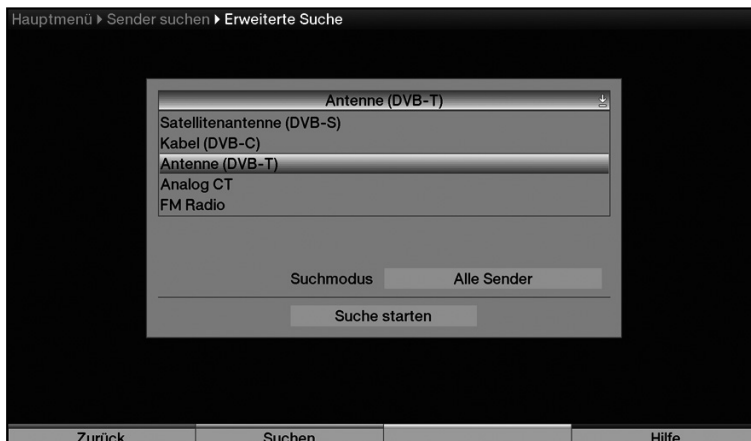 Hauptmenü ▸ Sender suchen ▸ Erweiterte Suche
Antenne (DVB-T)
Satellitenantenne (DVB-S)
Kabel (DVB-C)
Antenne (DVB-T)
Analog CT
FM Radio
Suchmodus Alle Sender
Suche starten
Zurück Suchen Hilfe